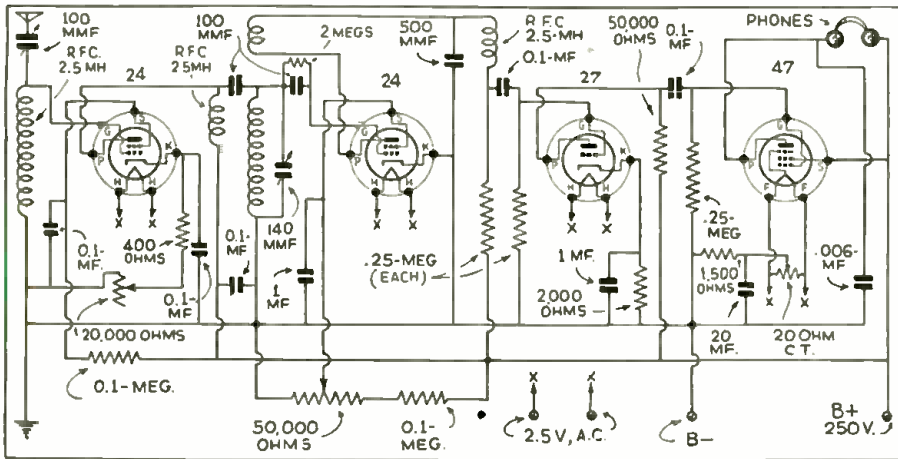 100
MMF
R.F.C.
2.5 MH
24
RFC
2.5MH
100
MMF
2 MEGS
24
500
MMF
R.F.C
2.5-MH
0.1-MF
27
50,000
OHMS
0.1-
MF
47
PHONES
G
S
P
K
H
H
X
X
G
S
P
K
H
H
X
X
G
P
K
H
H
X
X
G
P
S
F
F
X
X
0.1-
MF.
400
OHMS
0.1-
MF
20,000 OHMS
0.1-MEG.
0.1-
MF
140
MMF
1
MF
.25-MEG
(EACH)
50,000
OHMS
0.1-
MEG.
1 MF.
2,000
OHMS
X
X
2.5V, A.C.
.25-
MEG
1,500
OHMS
20
MF.
20 OHM
C.T.
.006-
MF
B-
B+
250V.